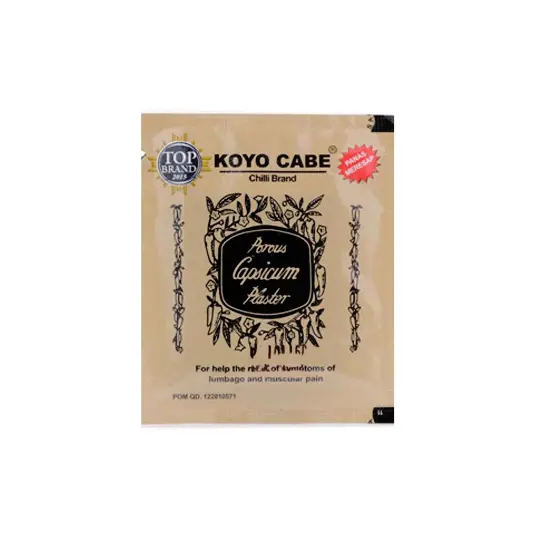 TOP
BRAND
2015
KOYO CABE®
Chilli Brand
PANAS
MERESAP
Porous
Capsicum
Plaster
For help the of symptoms of
lumbago and muscular pain
POM QD. 122810571